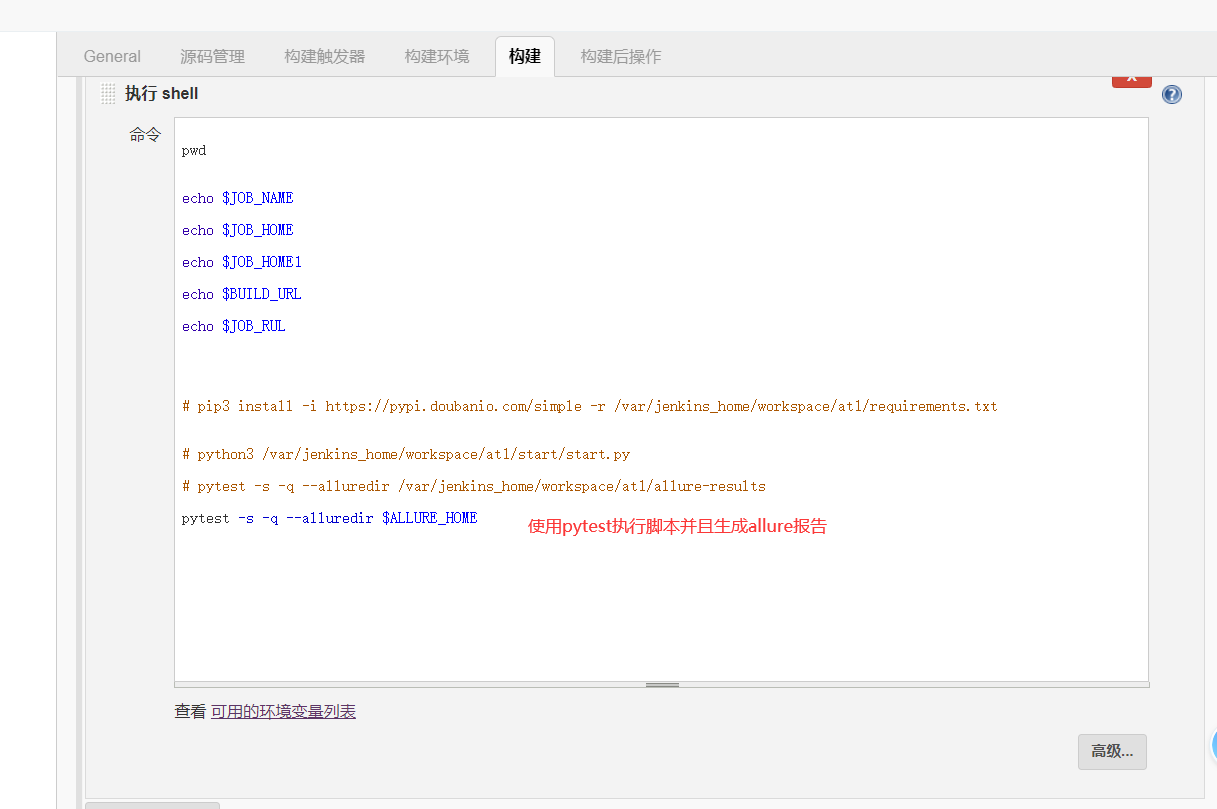 General 源码管理 构建触发器 构建环境 构建 构建后操作
执行 shell
X
?
命令
pwd
echo $JOB_NAME
echo $JOB_HOME
echo $JOB_HOME1
echo $BUILD_URL
echo $JOB_RUL
# pip3 install -i https://pypi.doubanio.com/simple -r /var/jenkins_home/workspace/at1/requirements.txt
# python3 /var/jenkins_home/workspace/at1/start/start.py
# pytest -s -q --alluredir /var/jenkins_home/workspace/at1/allure-results
pytest -s -q --alluredir $ALLURE_HOME 使用pytest执行脚本并且生成allure报告
查看 可用的环境变量列表
高级...